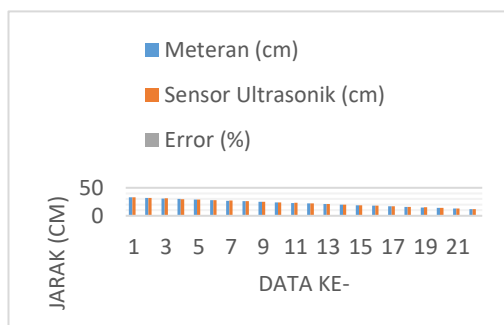 Meteran (cm)
Sensor Ultrasonik (cm)
Error (%)
50
0
1 3 5 7 9 11 13 15 17 19 21
JARAK (CM)
DATA KE-